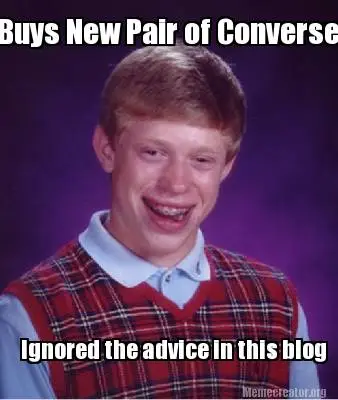 Buys New Pair of Converse
Ignored the advice in this blog
Memecreator.org